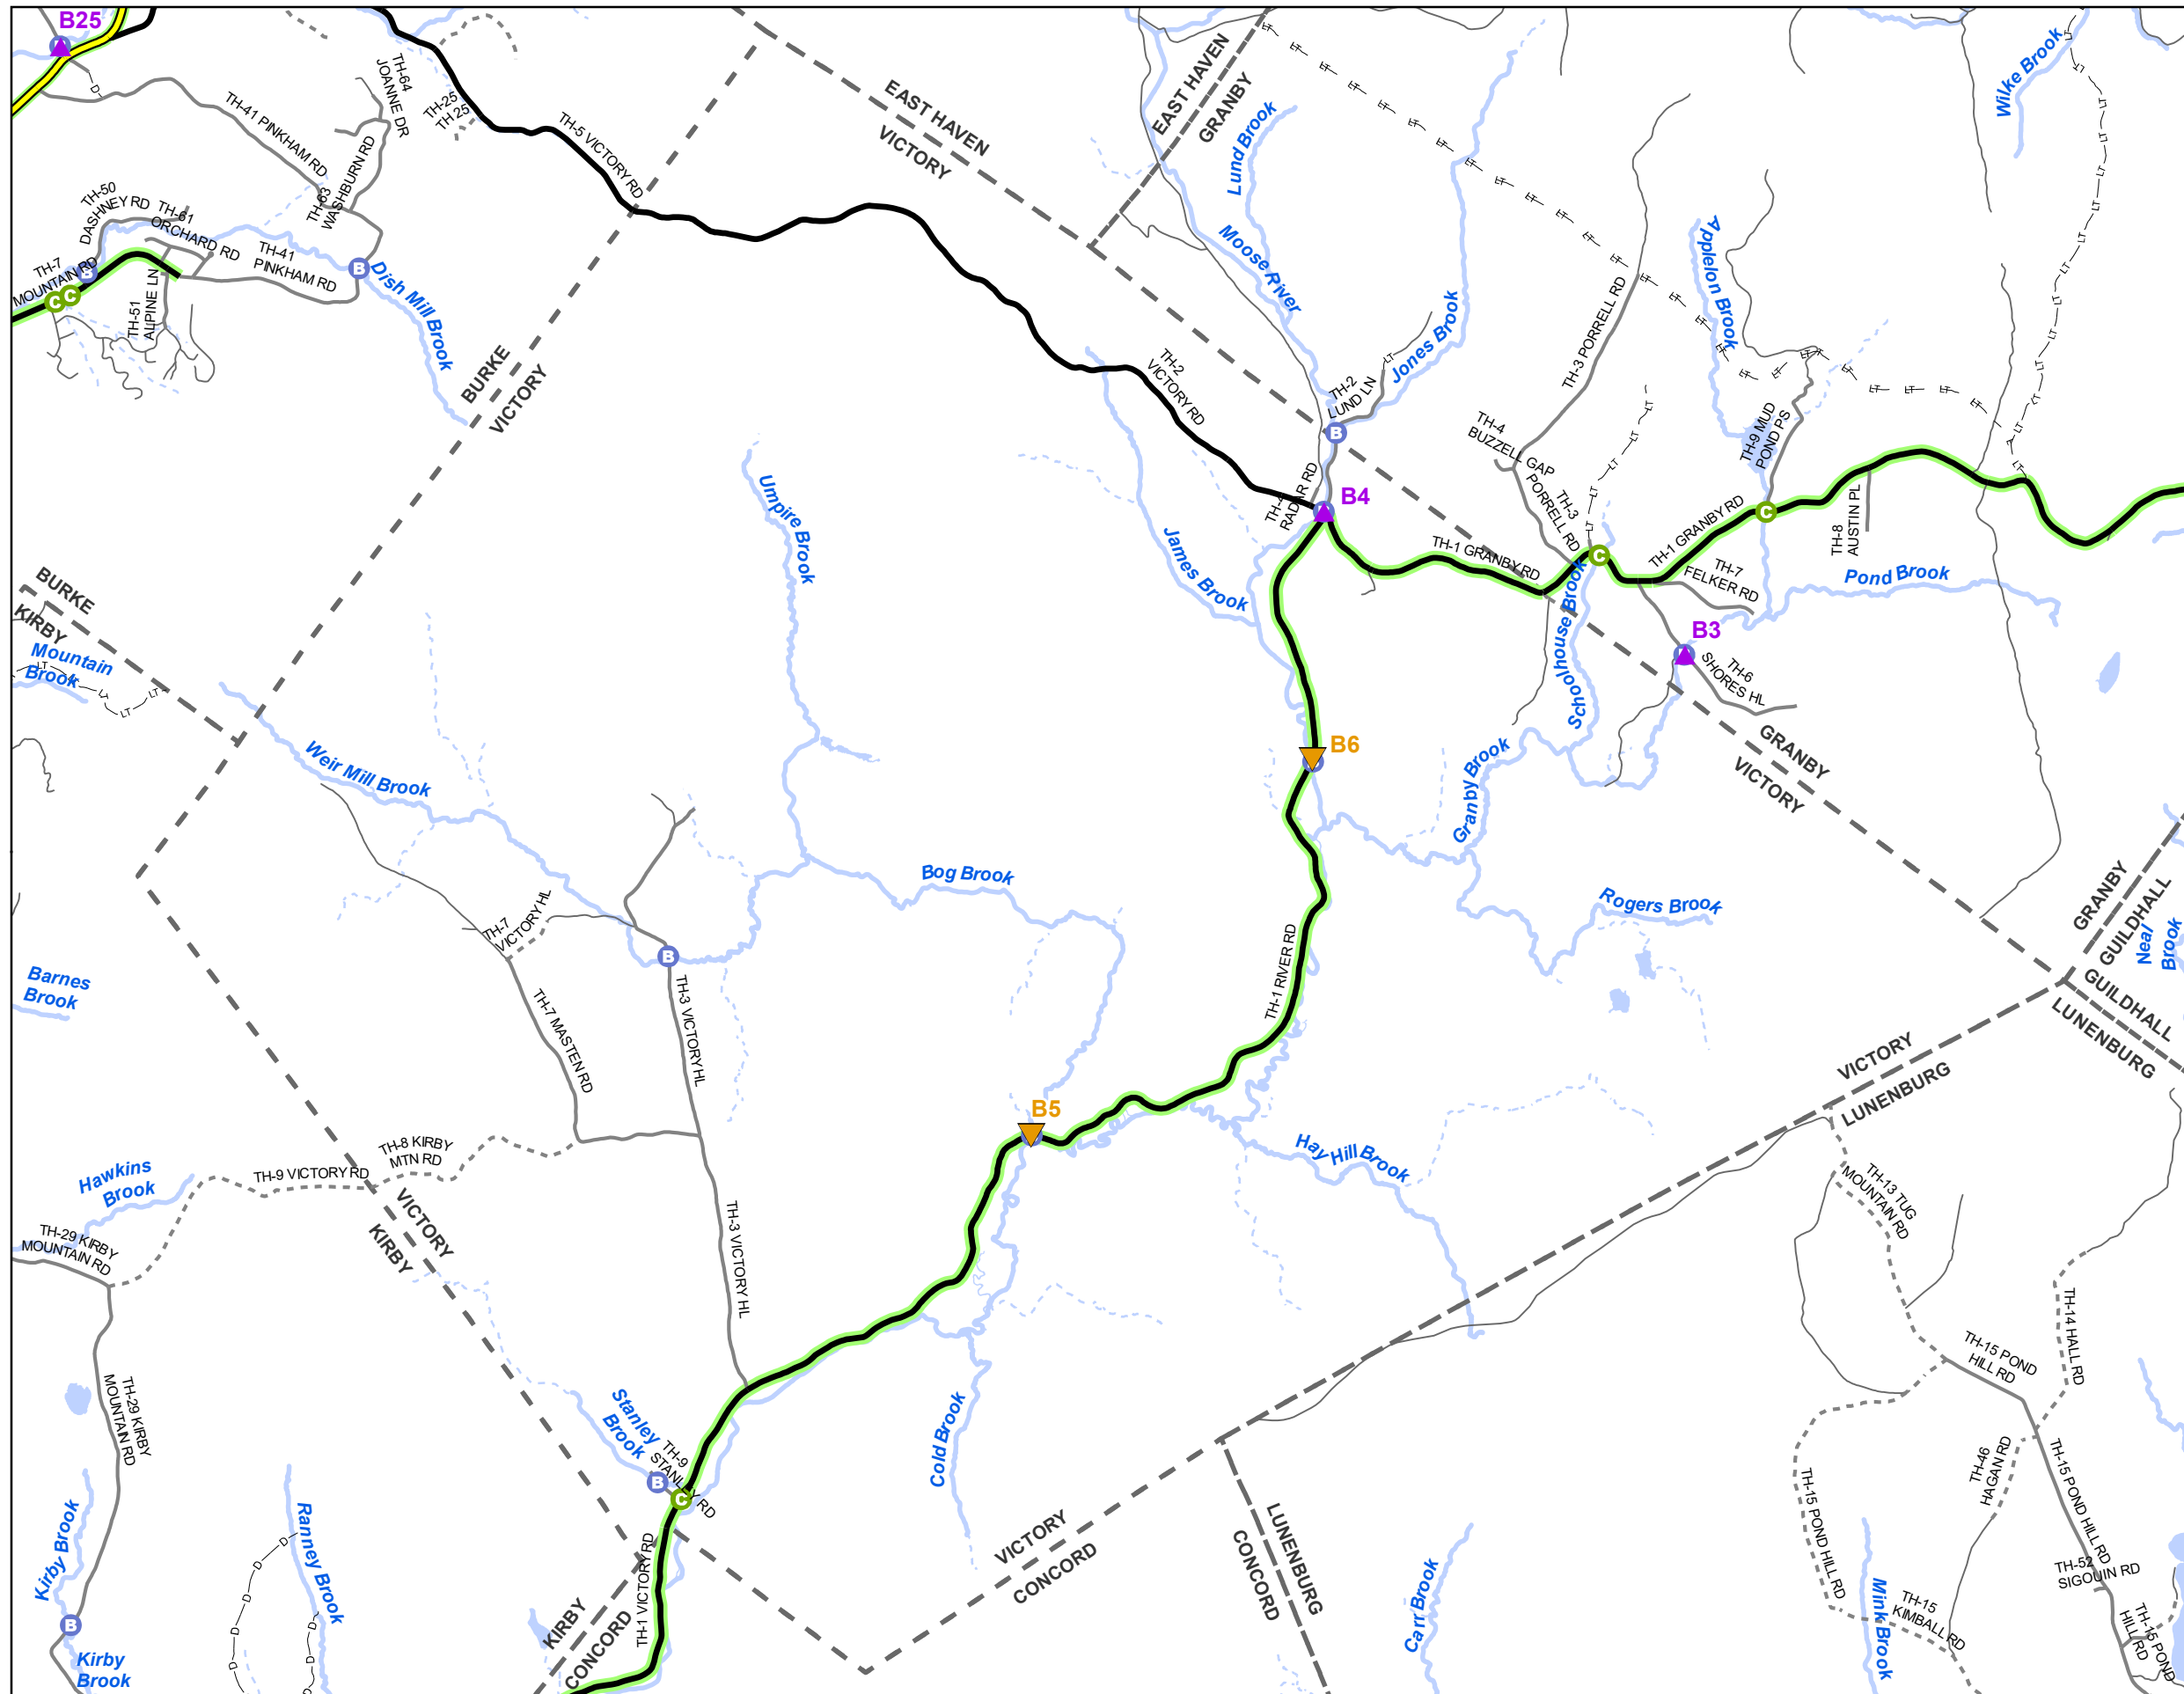 B25
TH-41 PINKHAM RD
TH-64
JOANNE DR
TH-25
TH 25
TH-5 VICTORY RD
EAST HAVEN
VICTORY
EAST HAVEN
GRANBY
Lund Brook
Wilke Brook
TH-63
WASHBURN RD
TH-50
DASHNEY RD
TH-61
ORCHARD RD
TH-41
PINKHAM RD
TH-7
MOUNTAIN RD
B
C
C
B
TH-51
ALPINE LN
Dish Mill Brook
Moose River
Applelon Brook
BURKE
VICTORY
TH-2
VICTORY RD
TH-2
LUND LN
Jones Brook
B
TH-3 PORRELL RD
TH-4
BUZZELL GAP
TH-3
PORRELL RD
TH-9 MUD
POND PS
TH-4
RADAR RD
B4
Umpire Brook
James Brook
TH-1 GRANBY RD
C
TH-1 GRANBY RD
C
TH-8
AUSTIN PL
TH-7
FELKER RD
Pond Brook
BURKE
KIRBY
Mountain
Brook
Schoolhouse Brook
B3
TH-6
SHORES HL
Weir Mill Brook
B6
GRANBY
VICTORY
Granby Brook
Bog Brook
Rogers Brook
TH-7
VICTORY HL
B
GRANBY
GUILDHALL
Neal
Brook
Barnes
Brook
TH-7 MASTEN RD
TH-3 VICTORY HL
TH-1 RIVER RD
GUILDHALL
LUNENBURG
VICTORY
LUNENBURG
B5
Hay Hill Brook
TH-8 KIRBY
MTN RD
TH-9 VICTORY RD
Hawkins
Brook
VICTORY
KIRBY
TH-29 KIRBY
MOUNTAIN RD
TH-3 VICTORY HL
TH-13 TUG
MOUNTAIN RD
TH-14 HALL RD
TH-15 POND
HILL RD
TH-29 KIRBY
MOUNTAIN RD
Stanley
Brook
TH-9
STANLEY RD
B
C
Cold Brook
TH-46
HAGAN RD
TH-15 POND HILL RD
TH-15 POND HILL RD
Kirby Brook
Ranney Brook
B
Kirby
Brook
KIRBY
CONCORD
TH-1 VICTORY RD
VICTORY
CONCORD
LUNENBURG
CONCORD
Carr Brook
Mink Brook
TH-15
KIMBALL RD
TH-52
SIGOUIN RD
TH-15 POND
HILL RD